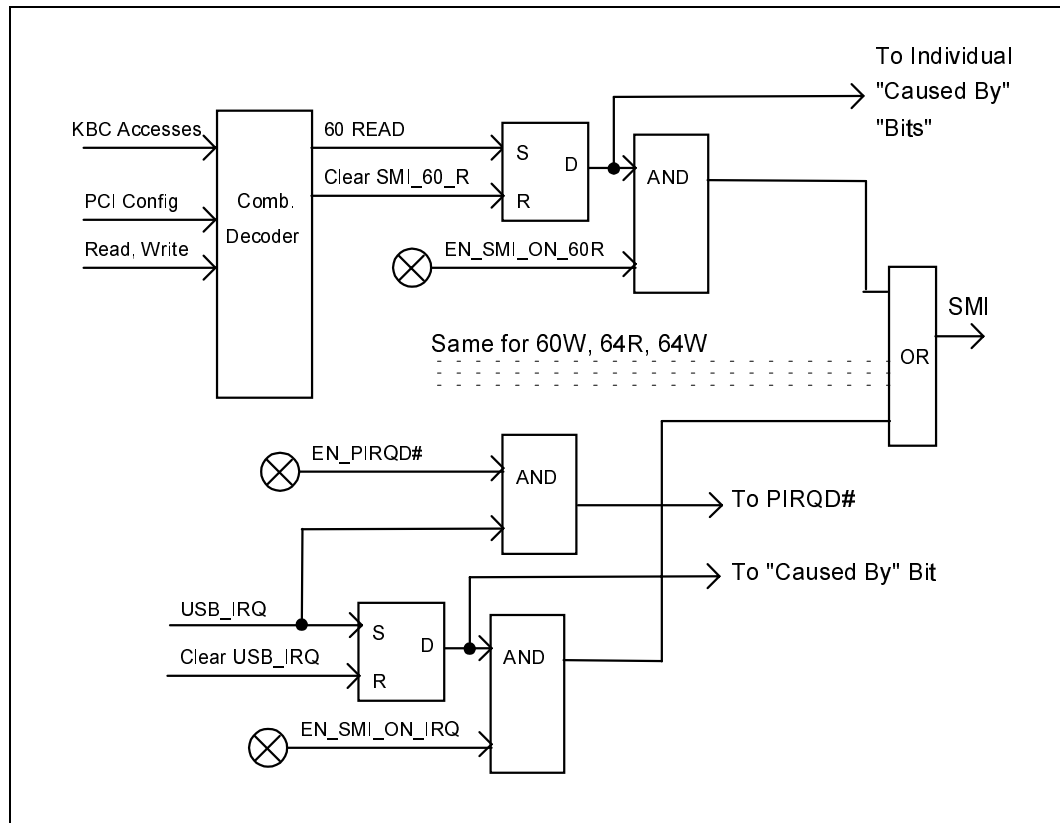 To Individual
"Caused By"
"Bits"
KBC Accesses
60 READ
S
D
AND
Clear SMI_60_R
R
PCI Config
Comb.
Decoder
Read, Write
EN_SMI_ON_60R
SMI
Same for 60W, 64R, 64W
OR
EN_PIRQD#
AND
To PIRQD#
To "Caused By" Bit
USB_IRQ
S
D
AND
Clear USB_IRQ
R
EN_SMI_ON_IRQ